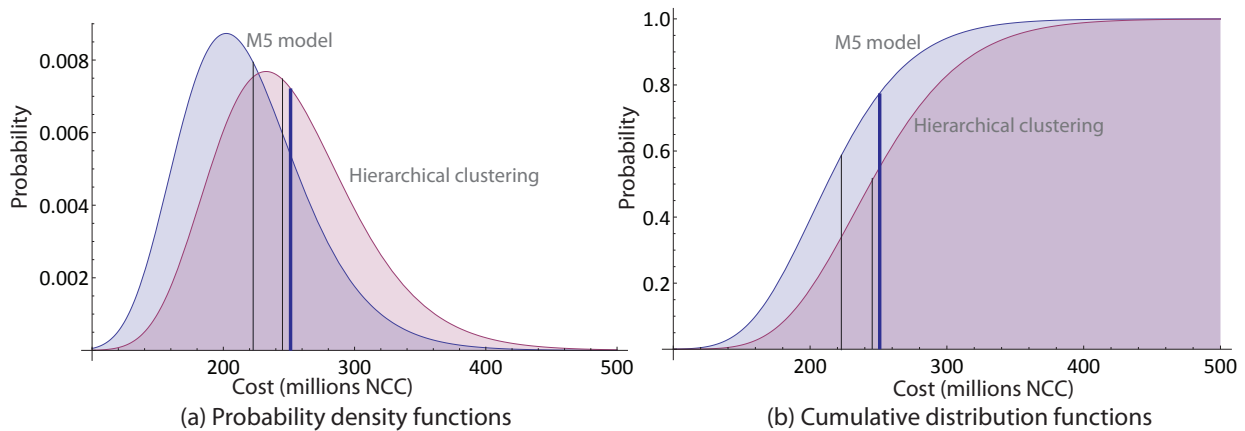 0.008
0.006
0.004
0.002
Probability
M5 model
Hierarchical clustering
200
300
400
500
Cost (millions NCC)
(a) Probability density functions
1.0
0.8
0.6
0.4
0.2
Probability
M5 model
Hierarchical clustering
200
300
400
500
Cost (millions NCC)
(b) Cumulative distribution functions